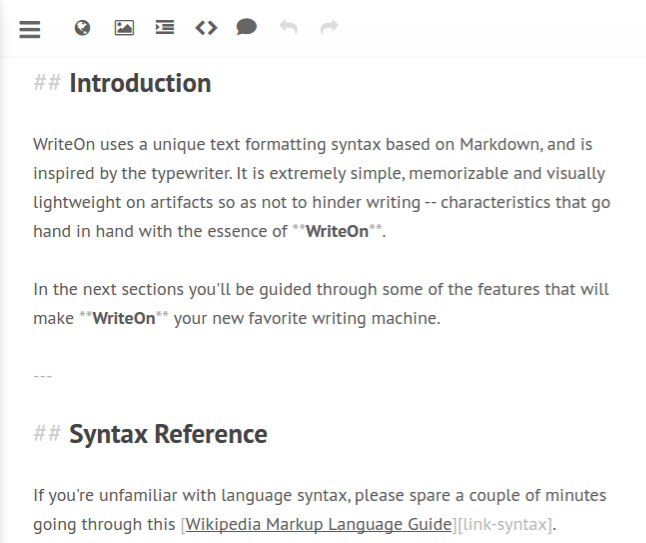 ## Introduction
WriteOn uses a unique text formatting syntax based on Markdown, and is
inspired by the typewriter. It is extremely simple, memorizable and visually
lightweight on artifacts so as not to hinder writing -- characteristics that go
hand in hand with the essence of **WriteOn**.
In the next sections you'll be guided through some of the features that will
make **WriteOn** your new favorite writing machine.
---
## Syntax Reference
If you're unfamiliar with language syntax, please spare a couple of minutes
going through this [Wikipedia Markup Language Guide][link-syntax].